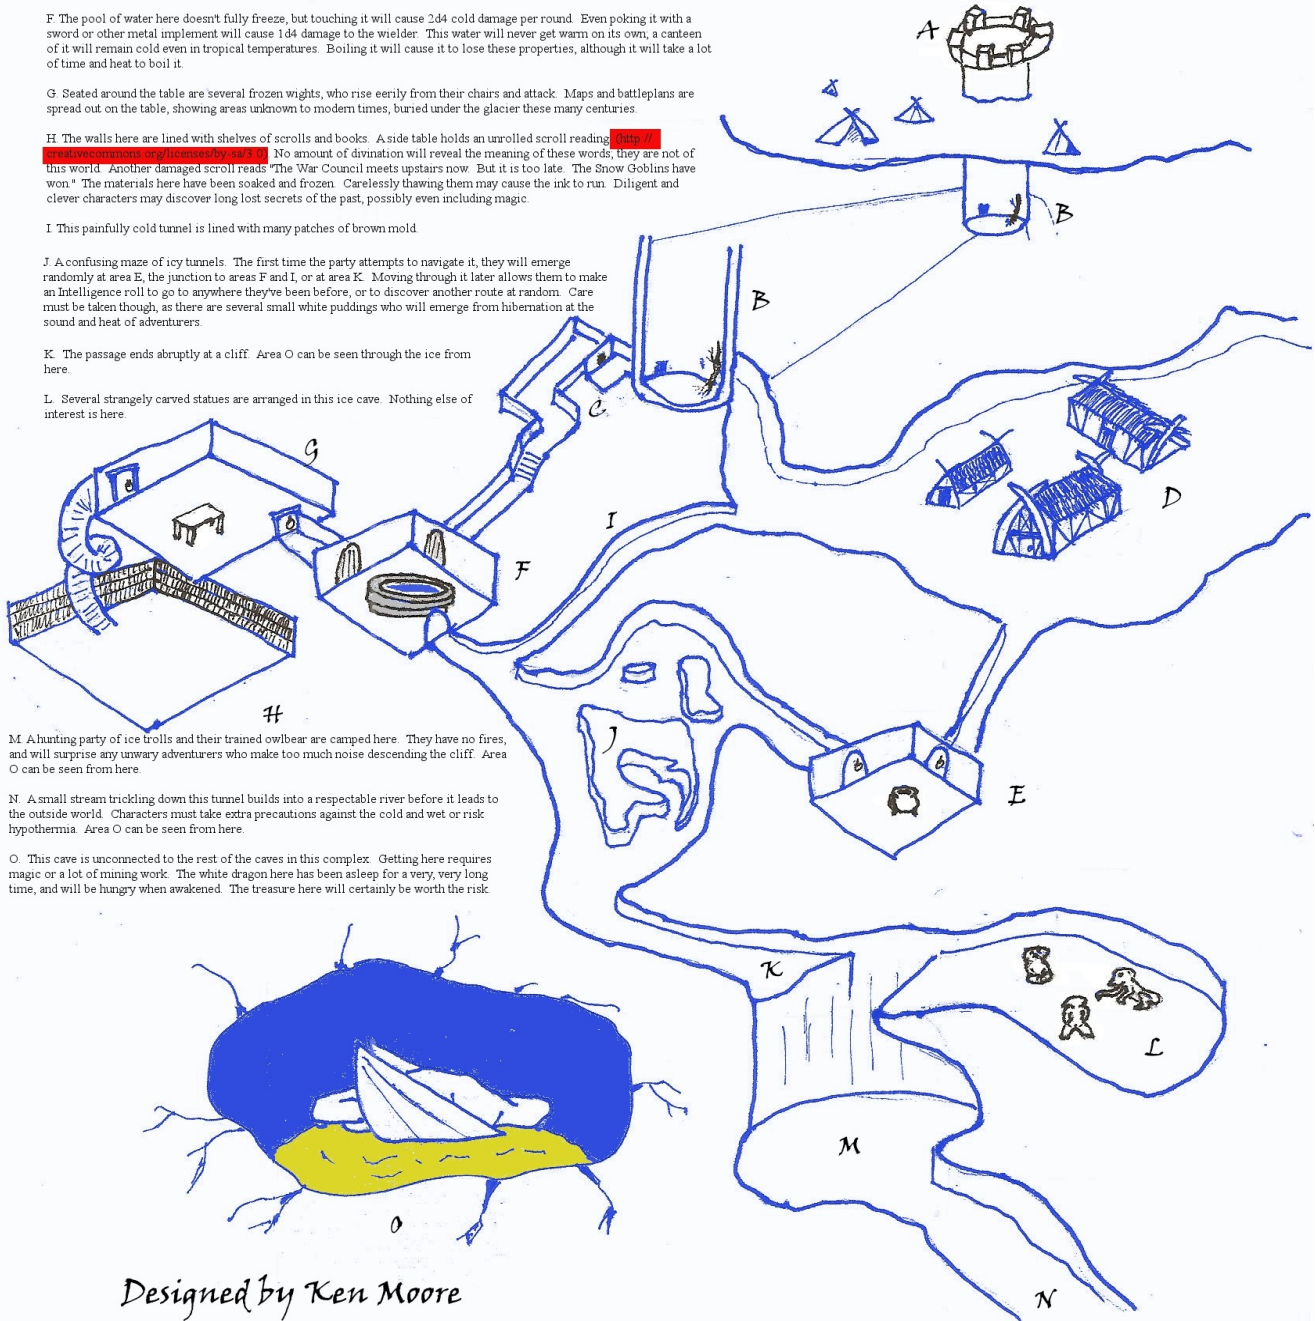 F. The pool of water here doesn't fully freeze, but touching it will cause 2d4 cold damage per round. Even poking it with a
sword or other metal implement will cause 1d4 damage to the wielder. This water will never get warm on its own; a canteen
of it will remain cold even in tropical temperatures. Boiling it will cause it to lose these properties, although it will take a lot
of time and heat to boil it.
G. Seated around the table are several frozen wights, who rise eerily from their chairs and attack. Maps and battleplans are
spread out on the table, showing areas unknown to modern times, buried under the glacier these many centuries.
H. The walls here are lined with shelves of scrolls and books. A side table holds an unrolled scroll reading (http://
creativecommons.org/licenses/by-sa/3.0). No amount of divination will reveal the meaning of these words; they are not of
this world. Another damaged scroll reads "The War Council meets upstairs now. But it is too late. The Snow Goblins have
won." The materials here have been soaked and frozen. Carelessly thawing them may cause the ink to run. Diligent and
clever characters may discover long lost secrets of the past, possibly even including magic.
I. This painfully cold tunnel is lined with many patches of brown mold.
J. A confusing maze of icy tunnels. The first time the party attempts to navigate it, they will emerge
randomly at area E, the junction to areas F and I, or at area K. Moving through it later allows them to make
an Intelligence roll to go to anywhere they've been before, or to discover another route at random. Care
must be taken though, as there are several small white puddings who will emerge from hibernation at the
sound and heat of adventurers.
K. The passage ends abruptly at a cliff. Area O can be seen through the ice from
here.
L. Several strangely carved statues are arranged in this ice cave. Nothing else of
interest is here.
A
B
B
C
D
G
I
F
H
J
E
M. A hunting party of ice trolls and their trained owlbear are camped here. They have no fires,
and will surprise any unwary adventurers who make too much noise descending the cliff. Area
O can be seen from here.
N. A small stream trickling down this tunnel builds into a respectable river before it leads to
the outside world. Characters must take extra precautions against the cold and wet or risk
hypothermia. Area O can be seen from here.
O. This cave is unconnected to the rest of the caves in this complex. Getting here requires
magic or a lot of mining work. The white dragon here has been asleep for a very, very long
time, and will be hungry when awakened. The treasure here will certainly be worth the risk.
K
L
M
O
N
Designed by Ken Moore